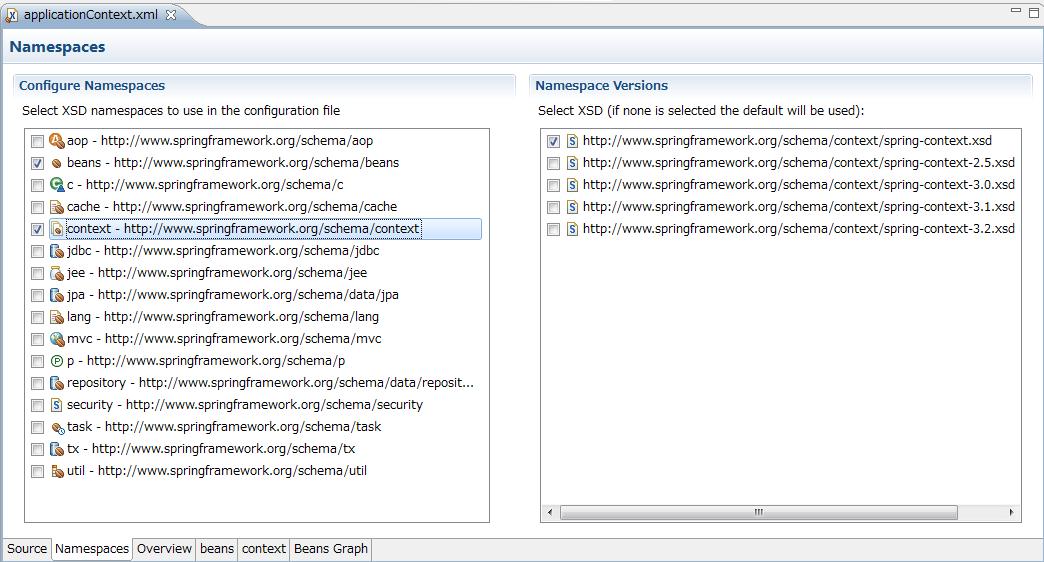 applicationContext.xml
Namespaces
Configure Namespaces
Select XSD namespaces to use in the configuration file
aop - http://www.springframework.org/schema/aop
beans - http://www.springframework.org/schema/beans
c - http://www.springframework.org/schema/c
cache - http://www.springframework.org/schema/cache
context - http://www.springframework.org/schema/context
jdbc - http://www.springframework.org/schema/jdbc
jee - http://www.springframework.org/schema/jee
jpa - http://www.springframework.org/schema/data/jpa
lang - http://www.springframework.org/schema/lang
mvc - http://www.springframework.org/schema/mvc
p - http://www.springframework.org/schema/p
repository - http://www.springframework.org/schema/data/reposit...
security - http://www.springframework.org/schema/security
task - http://www.springframework.org/schema/task
tx - http://www.springframework.org/schema/tx
util - http://www.springframework.org/schema/util
Namespace Versions
Select XSD (if none is selected the default will be used):
http://www.springframework.org/schema/context/spring-context.xsd
http://www.springframework.org/schema/context/spring-context-2.5.xsd
http://www.springframework.org/schema/context/spring-context-3.0.xsd
http://www.springframework.org/schema/context/spring-context-3.1.xsd
http://www.springframework.org/schema/context/spring-context-3.2.xsd
Source Namespaces Overview beans context Beans Graph